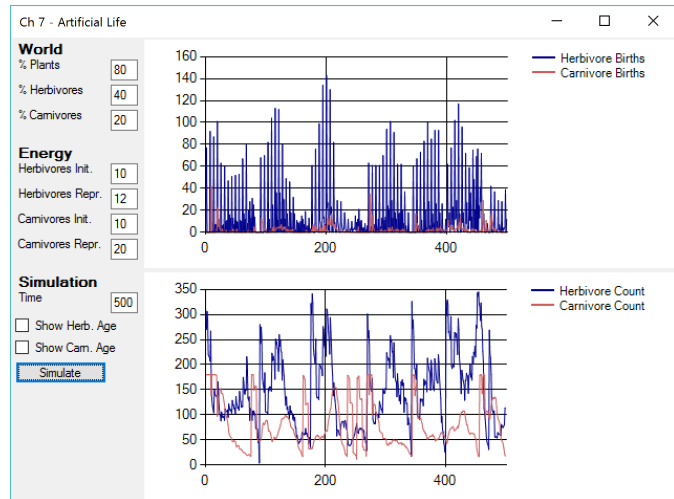 Ch 7 - Artificial Life
World
% Plants 80
% Herbivores 40
% Carnivores 20
Energy
Herbivores Init. 10
Herbivores Repr. 12
Carnivores Init. 10
Carnivores Repr. 20
Simulation
Time 500
Show Herb. Age
Show Carn. Age
Simulate
160
140
120
100
80
60
40
20
0
0 200 400
Herbivore Births
Carnivore Births
350
300
250
200
150
100
50
0
0 200 400
Herbivore Count
Carnivore Count